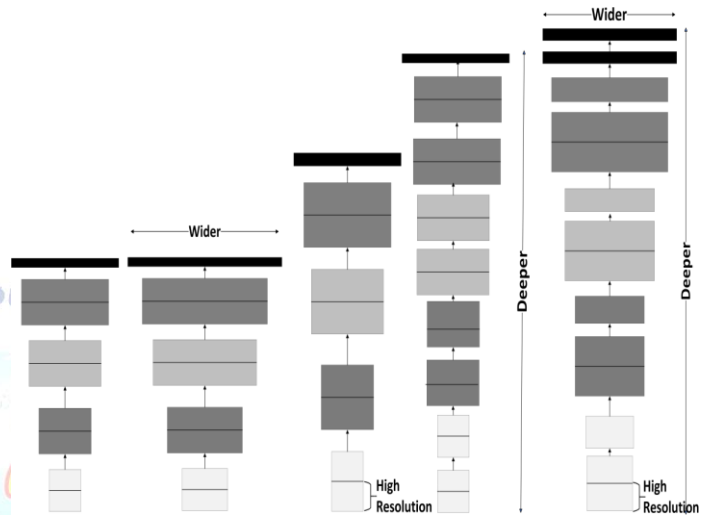 Wider
Wider
Deeper
Deeper
High
Resolution
High
Resolution